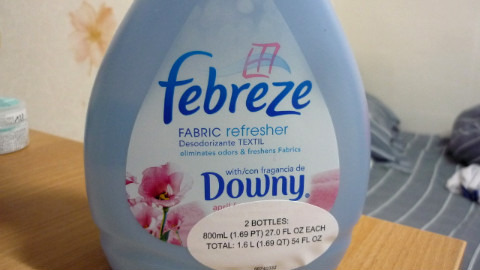 febreze
FABRIC refresher
Desodorizante TEXTIL
eliminates odors & freshens Fabrics
with/con fragancia de
Downy®
april
2 BOTTLES:
800mL (1.69 PT) 27.0 FL OZ EACH
TOTAL: 1.6 L (1.69 QT) 54 FL OZ